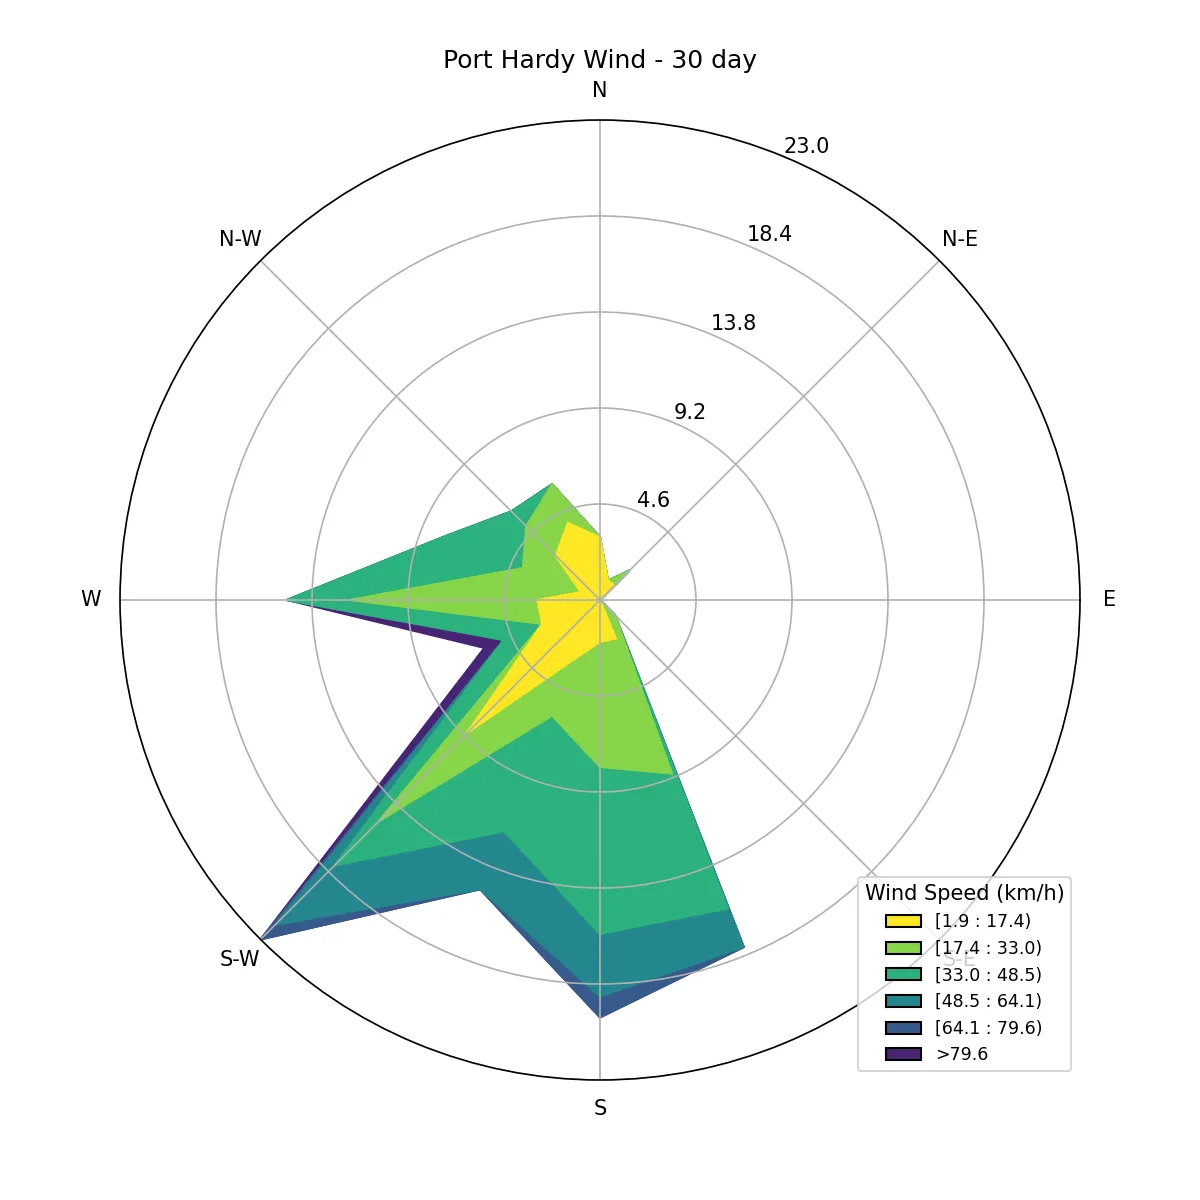 Port Hardy Wind - 30 day
N
23.0
N-W
N-E
18.4
13.8
9.2
4.6
W
E
S-W
S-E
S
Wind Speed (km/h)
[1.9 : 17.4)
[17.4 : 33.0)
[33.0 : 48.5)
[48.5 : 64.1)
[64.1 : 79.6)
>79.6